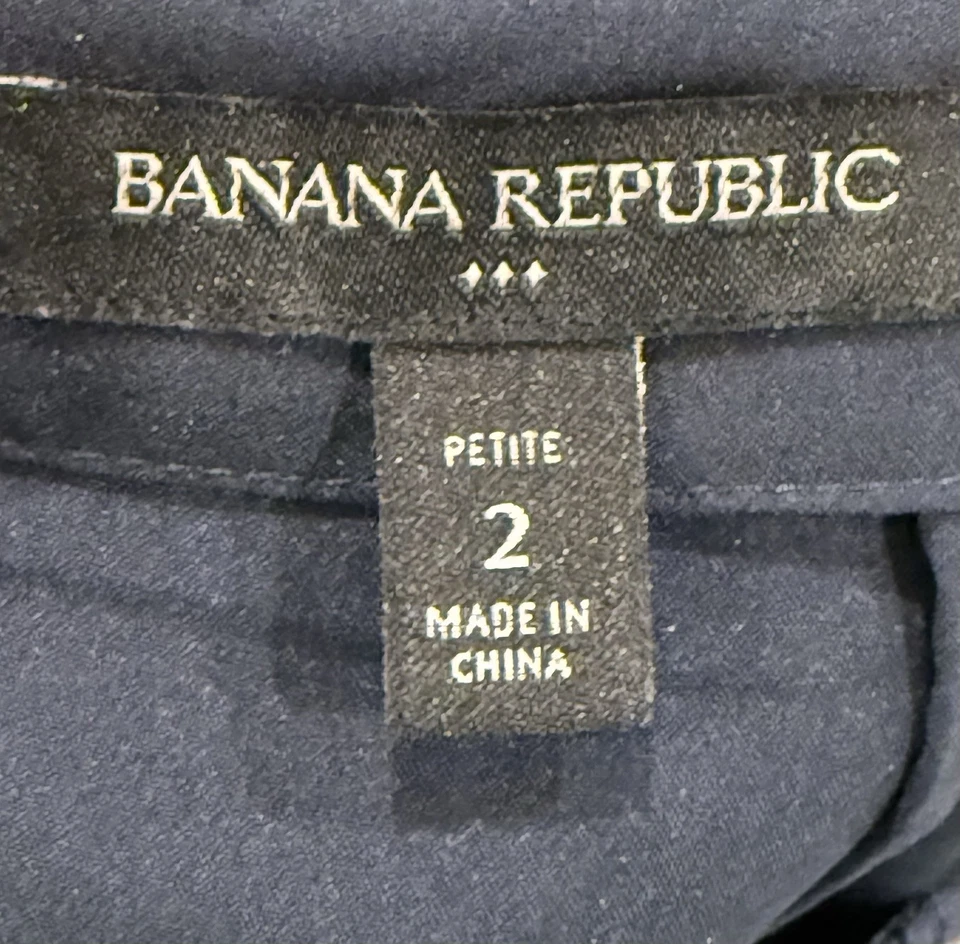 BANANA REPUBLIC
PETITE
2
MADE IN
CHINA